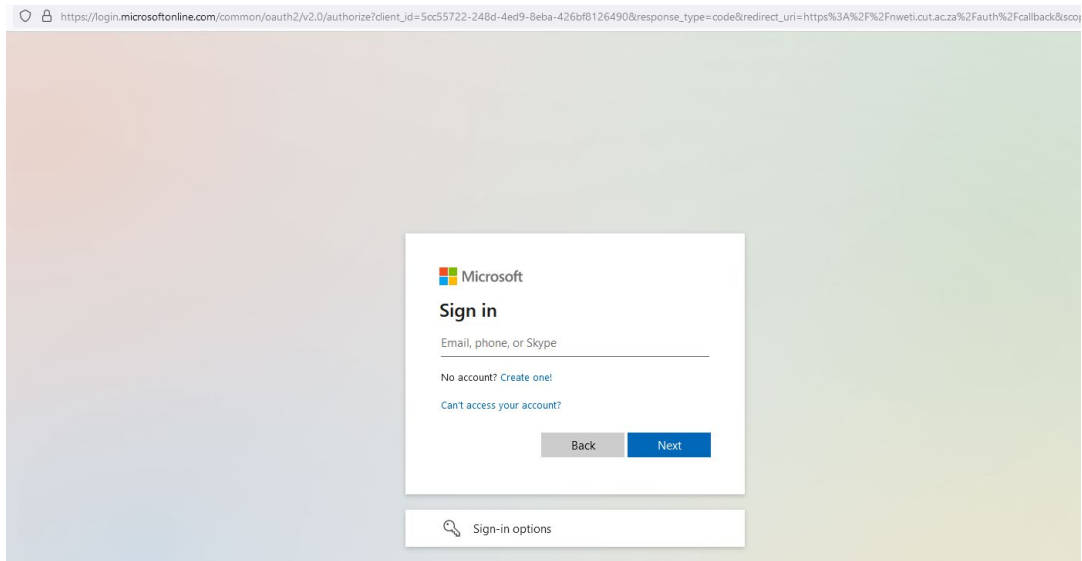 https://login.microsoftonline.com/common/oauth2/v2.0/authorize?client_id=5cc55722-248d-4ed9-8eba-426bf8126490&response_type=code&redirect_uri=https%3A%2F%2Fnweti.cut.ac.za%2Fauth%2Fcallback&scop
Microsoft
Sign in
Email, phone, or Skype
No account? Create one!
Can't access your account?
Back Next
Sign-in options